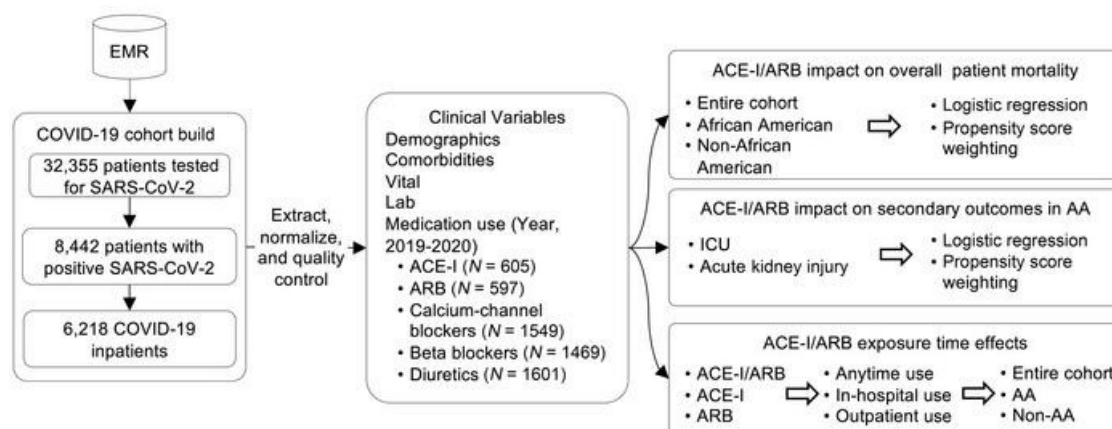 EMR
COVID-19 cohort build
32,355 patients tested
for SARS-CoV-2
8,442 patients with
positive SARS-CoV-2
6,218 COVID-19
inpatients
Extract,
normalize,
and quality
control
Clinical Variables
Demographics
Comorbidities
Vital
Lab
Medication use (Year,
2019-2020)
• ACE-I (N = 605)
• ARB (N = 597)
• Calcium-channel
blockers (N = 1549)
• Beta blockers (N = 1469)
• Diuretics (N = 1601)
ACE-I/ARB impact on overall patient mortality
• Entire cohort
• African American
• Non-African
American
• Logistic regression
• Propensity score
weighting
ACE-I/ARB impact on secondary outcomes in AA
• ICU
• Acute kidney injury
• Logistic regression
• Propensity score
weighting
ACE-I/ARB exposure time effects
• ACE-I/ARB
• ACE-I
• ARB
• Anytime use
• In-hospital use
• Outpatient use
• Entire cohort
• AA
• Non-AA